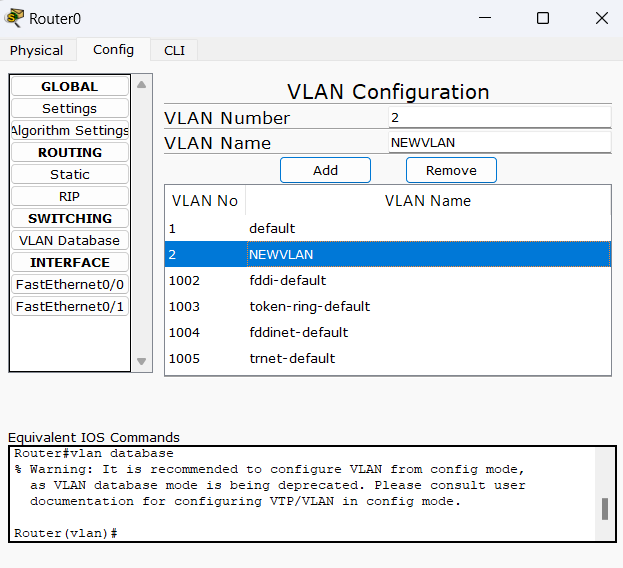 Router0
Physical Config CLI
GLOBAL
Settings
Algorithm Settings
ROUTING
Static
RIP
SWITCHING
VLAN Database
INTERFACE
FastEthernet0/0
FastEthernet0/1
VLAN Configuration
VLAN Number 2
VLAN Name NEWVLAN
Add Remove
VLAN No VLAN Name
1 default
2 NEWVLAN
1002 fddi-default
1003 token-ring-default
1004 fddinet-default
1005 trnet-default
Equivalent IOS Commands
Router#vlan database
% Warning: It is recommended to configure VLAN from config mode,
as VLAN database mode is being deprecated. Please consult user
documentation for configuring VTP/VLAN in config mode.
Router(vlan)#